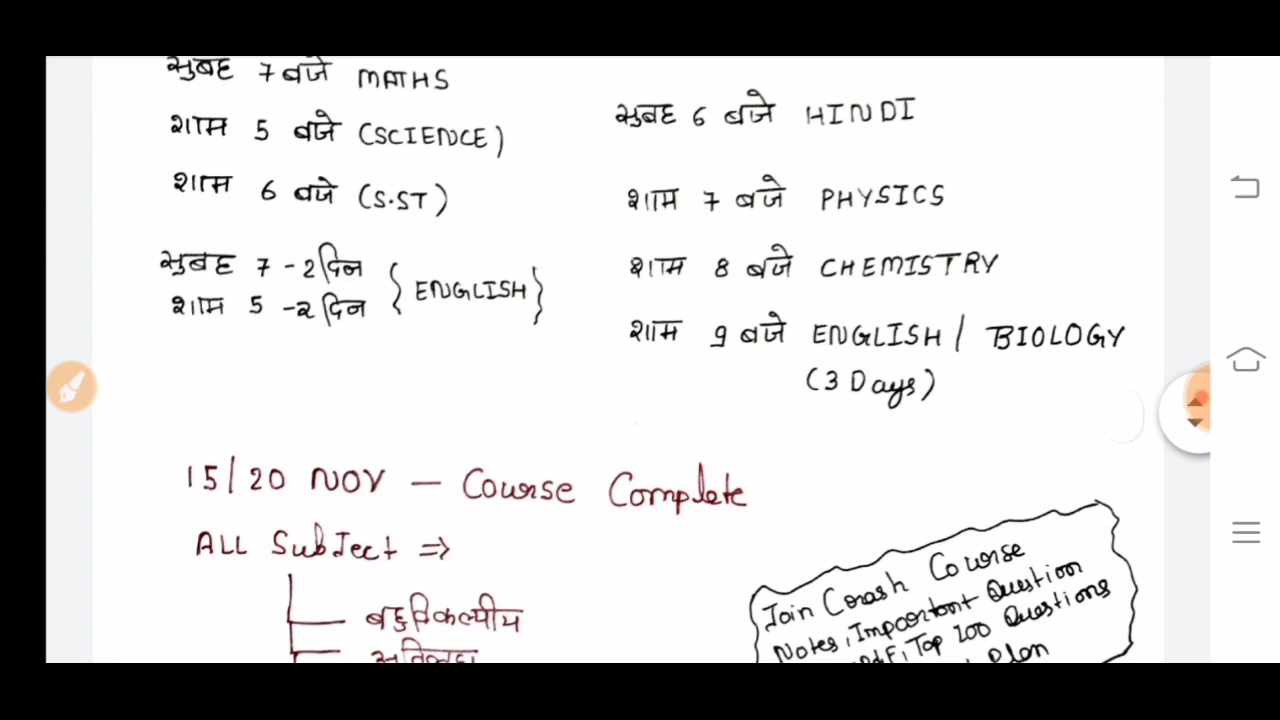 सुबह 7 बजे MATHS
शाम 5 बजे (SCIENCE)
शाम 6 बजे (S.ST)
सुबह 7 - 2 दिन
शाम 5 - 2 दिन { ENGLISH }
सुबह 6 बजे HINDI
शाम 7 बजे PHYSICS
शाम 8 बजे CHEMISTRY
शाम 9 बजे ENGLISH / BIOLOGY
(3 Days)
15/20 NOV — Course Complete
ALL SubJect ⇒
बहुविकल्पीय
Join Crash Course
Notes, Important Question
Top 200 Questions
Plan